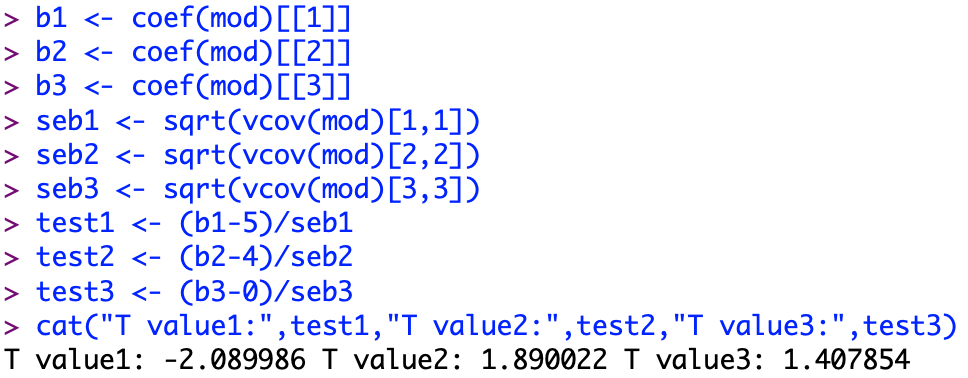 > b1 <- coef(mod)[[1]]
> b2 <- coef(mod)[[2]]
> b3 <- coef(mod)[[3]]
> seb1 <- sqrt(vcov(mod)[1,1])
> seb2 <- sqrt(vcov(mod)[2,2])
> seb3 <- sqrt(vcov(mod)[3,3])
> test1 <- (b1-5)/seb1
> test2 <- (b2-4)/seb2
> test3 <- (b3-0)/seb3
> cat("T value1:",test1,"T value2:",test2,"T value3:",test3)
T value1: -2.089986 T value2: 1.890022 T value3: 1.407854